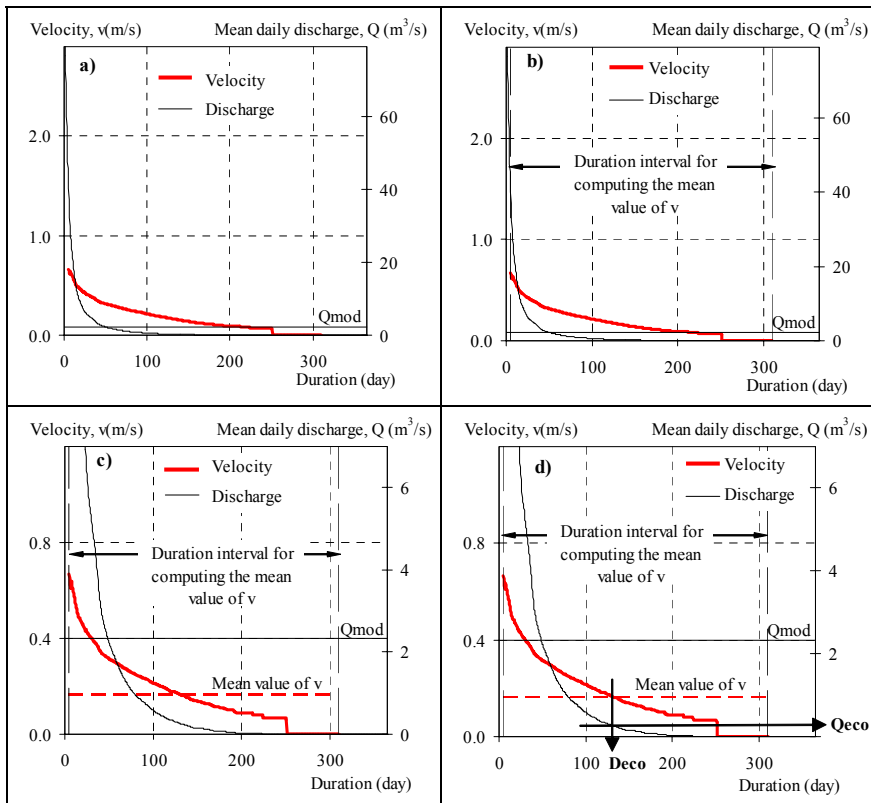 Velocity, v(m/s) Mean daily discharge, Q (m³/s)
a)
Velocity
Discharge
60
2.0
40
1.0
20
Qmod
0.0 0
0 100 200 300
Duration (day)
Velocity, v(m/s) Mean daily discharge, Q (m³/s)
b)
Velocity
Discharge
60
2.0
Duration interval for
computing the mean
value of v
40
1.0
20
Qmod
0.0 0
0 100 200 300
Duration (day)
Velocity, v(m/s) Mean daily discharge, Q (m³/s)
c)
Velocity
Discharge
6
0.8
Duration interval for
computing the mean
value of v
4
0.4
Qmod
2
Mean value of v
0.0 0
0 100 200 300
Duration (day)
Velocity, v(m/s) Mean daily discharge, Q (m³/s)
d)
Velocity
Discharge
6
0.8
Duration interval for
computing the mean
value of v
4
0.4
Qmod
2
Mean value of v
Qeco
0.0 0
0 100 Deco 200 300
Duration (day)